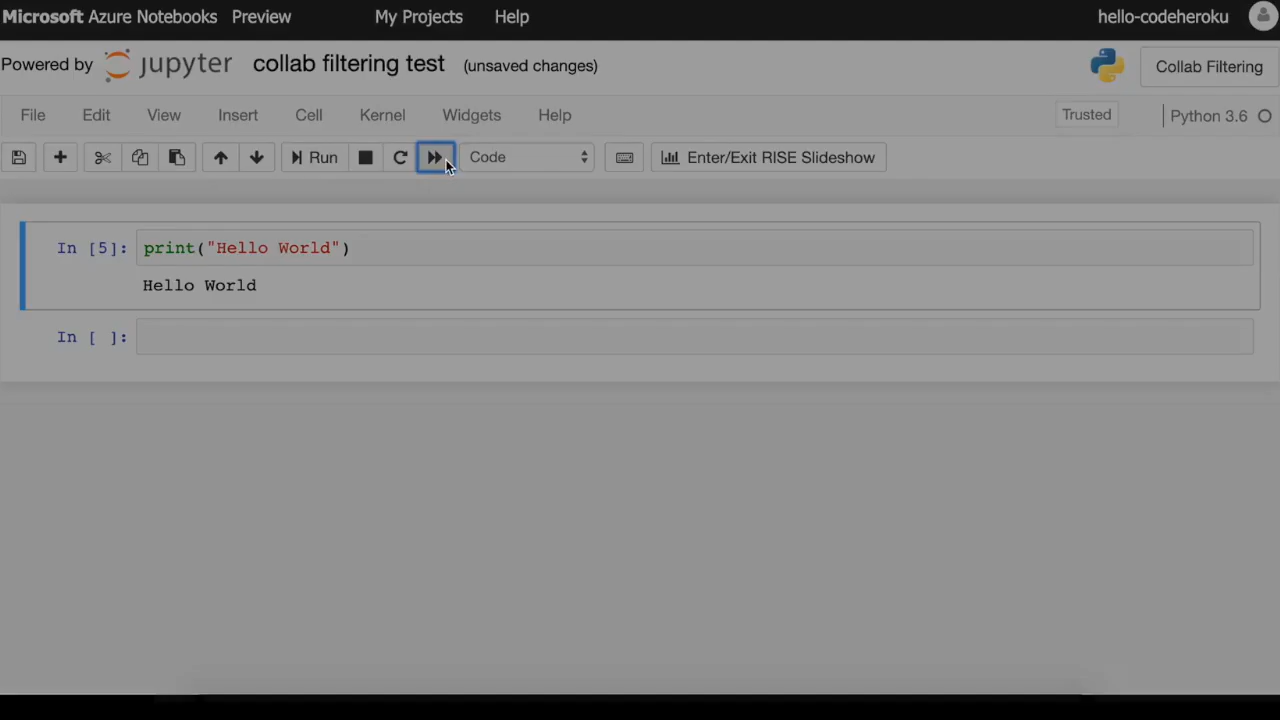 Microsoft Azure Notebooks Preview My Projects Help hello-codeheroku
Powered by jupyter collab filtering test (unsaved changes) Collab Filtering
File Edit View Insert Cell Kernel Widgets Help Trusted Python 3.6
Run Code Enter/Exit RISE Slideshow
In [5]: print("Hello World")
Hello World
In [ ]: